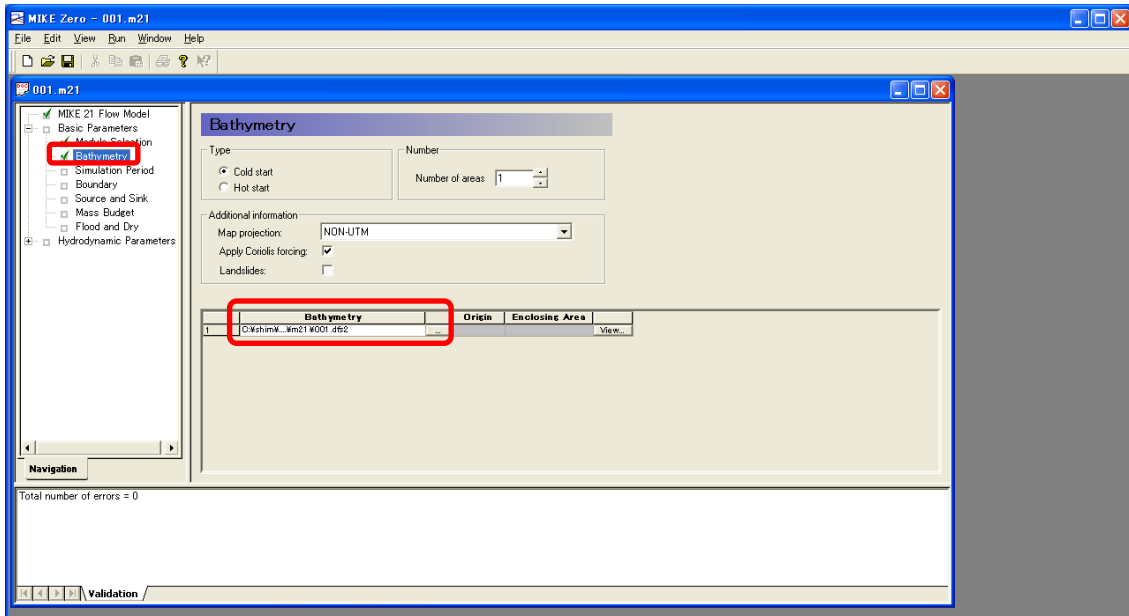 MIKE Zero - 001.m21
File Edit View Run Window Help
001.m21
MIKE 21 Flow Model
Basic Parameters
Module Selection
Bathymetry
Simulation Period
Boundary
Source and Sink
Mass Budget
Flood and Dry
Hydrodynamic Parameters
Navigation
Bathymetry
Type
Cold start
Hot start
Number
Number of areas 1
Additional information
Map projection: NON-UTM
Apply Coriolis forcing:
Landslides:
Bathymetry Origin Enclosing Area
1 C:¥shim¥...¥m21¥001.dfs2 ... View...
Total number of errors = 0
Validation